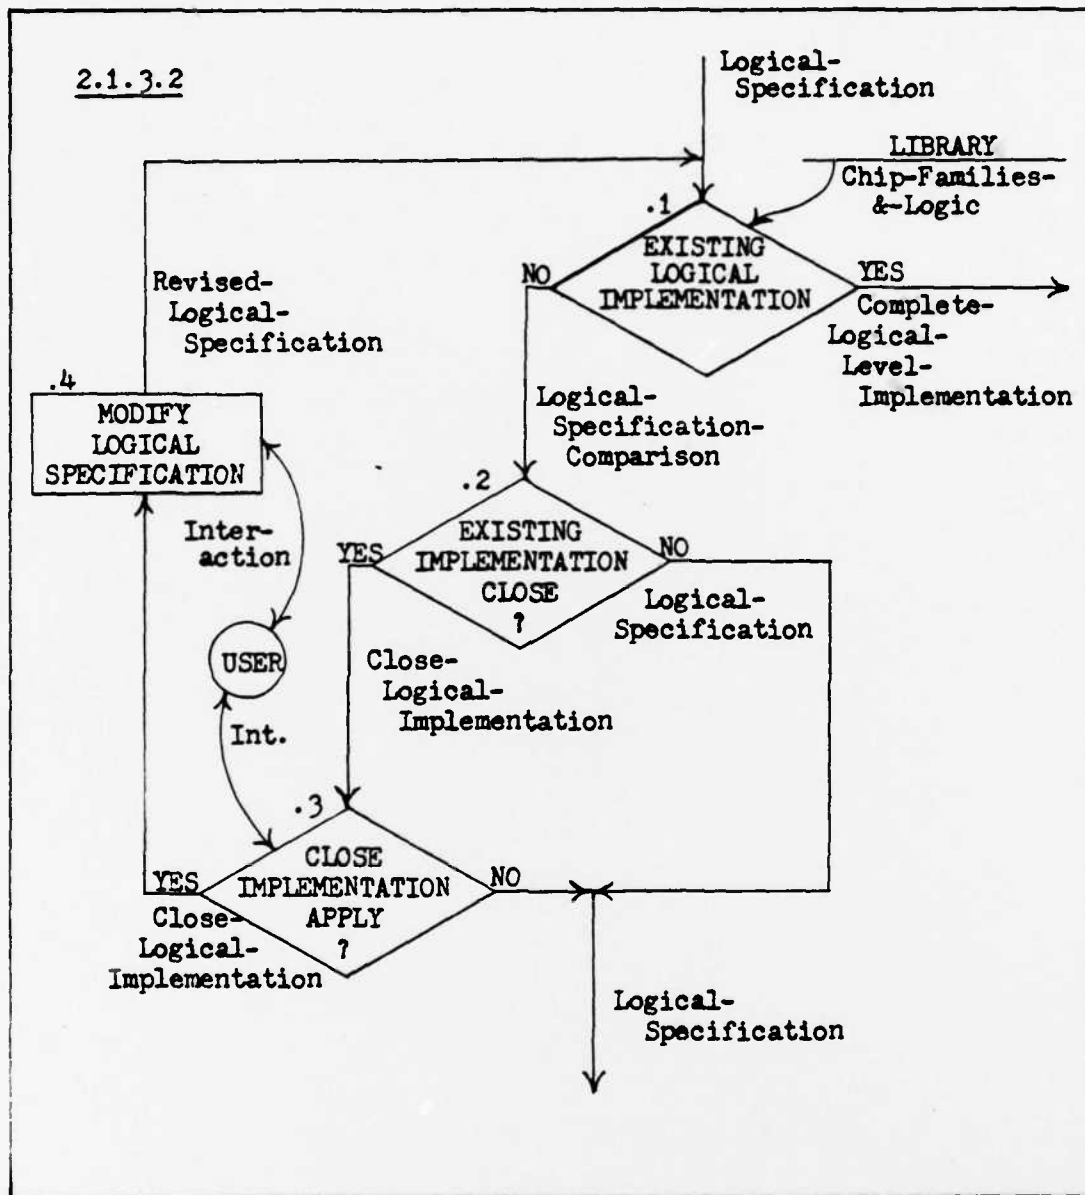 2.1.3.2
Logical-
Specification
LIBRARY
Chip-Families-
&-Logic
.1
EXISTING
LOGICAL
IMPLEMENTATION
NO
YES
Complete-
Logical-
Level-
Implementation
Revised-
Logical-
Specification
.4
MODIFY
LOGICAL
SPECIFICATION
Logical-
Specification-
Comparison
.2
EXISTING
IMPLEMENTATION
CLOSE
?
YES
NO
Logical-
Specification
Inter-
action
USER
Int.
Close-
Logical-
Implementation
.3
CLOSE
IMPLEMENTATION
APPLY
?
YES
NO
Close-
Logical-
Implementation
Logical-
Specification